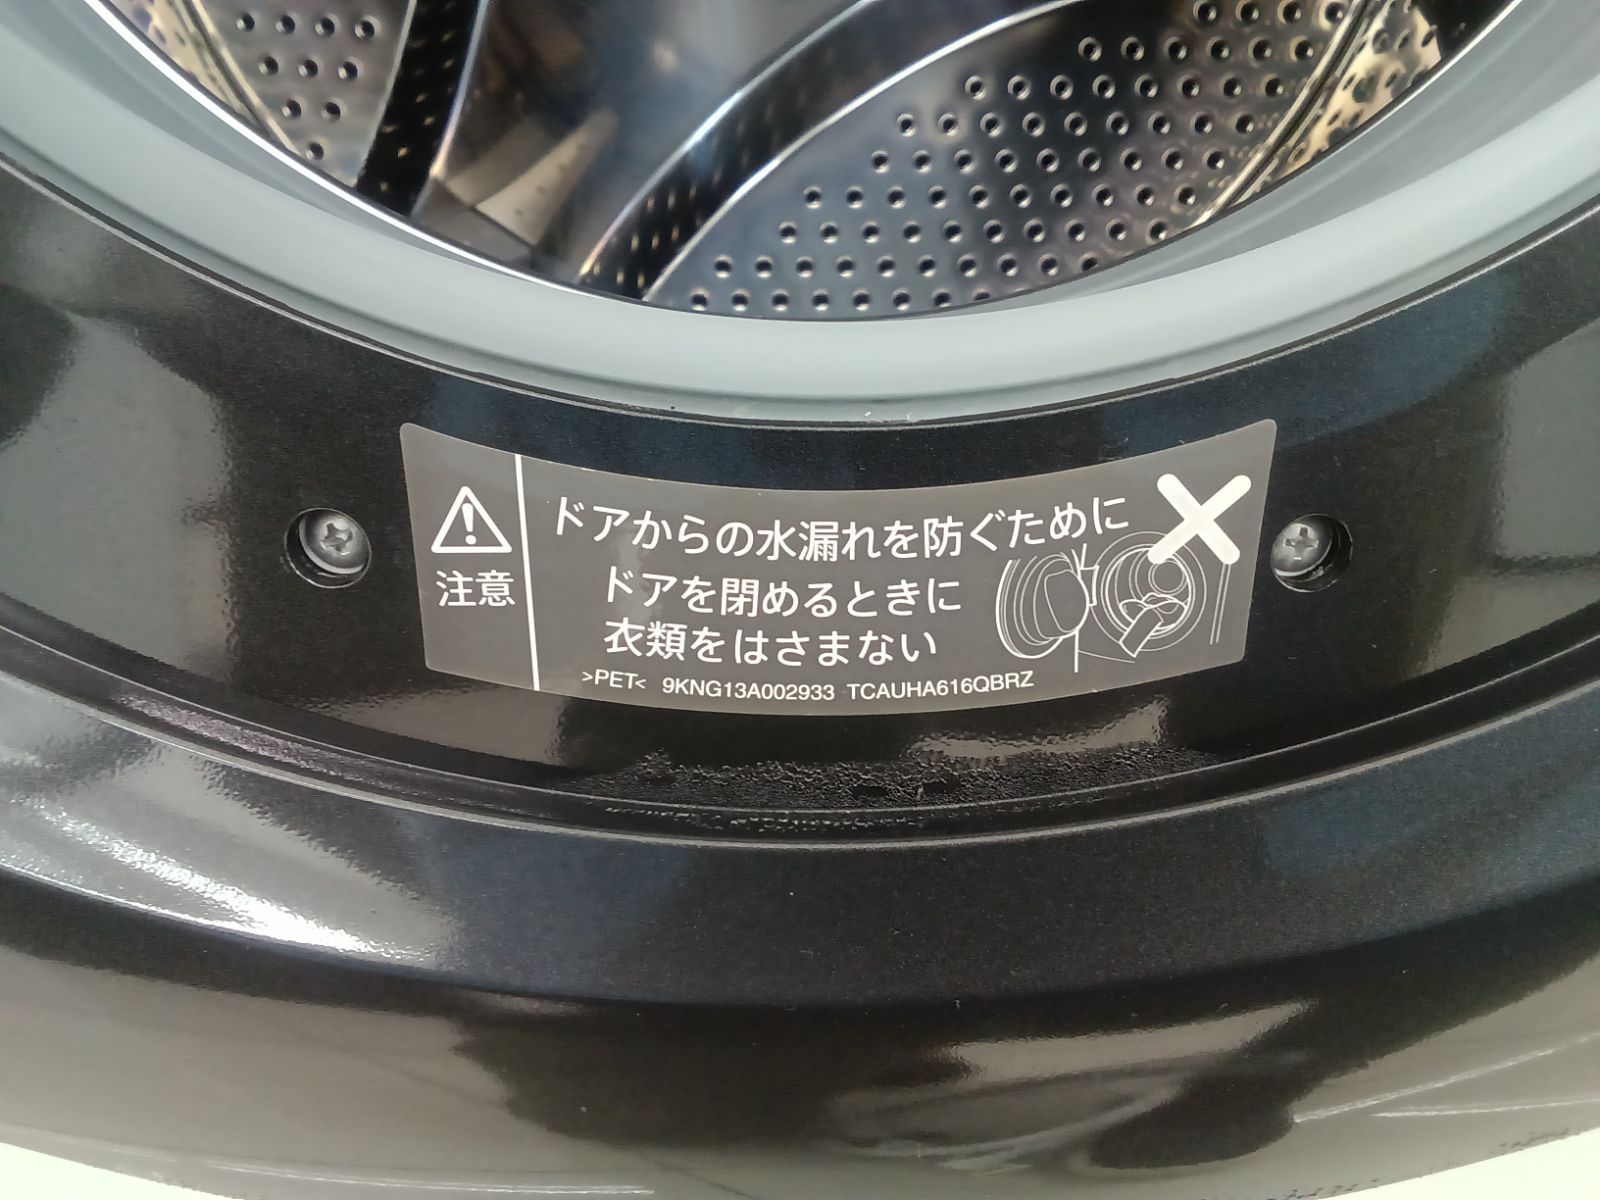 注意
ドアからの水漏れを防ぐために
ドアを閉めるときに
衣類をはさまない
>PET< 9KNG13A002933 TCAUHA616QBRZ